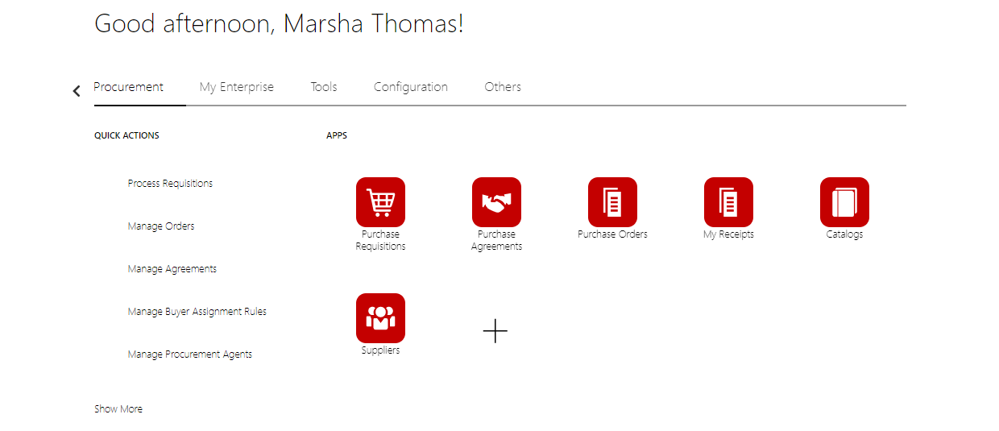 Good afternoon, Marsha Thomas!
Procurement My Enterprise Tools Configuration Others
QUICK ACTIONS
Process Requisitions
Manage Orders
Manage Agreements
Manage Buyer Assignment Rules
Manage Procurement Agents
Show More
APPS
Purchase
Requisitions
Purchase
Agreements
Purchase Orders
My Receipts
Catalogs
Suppliers